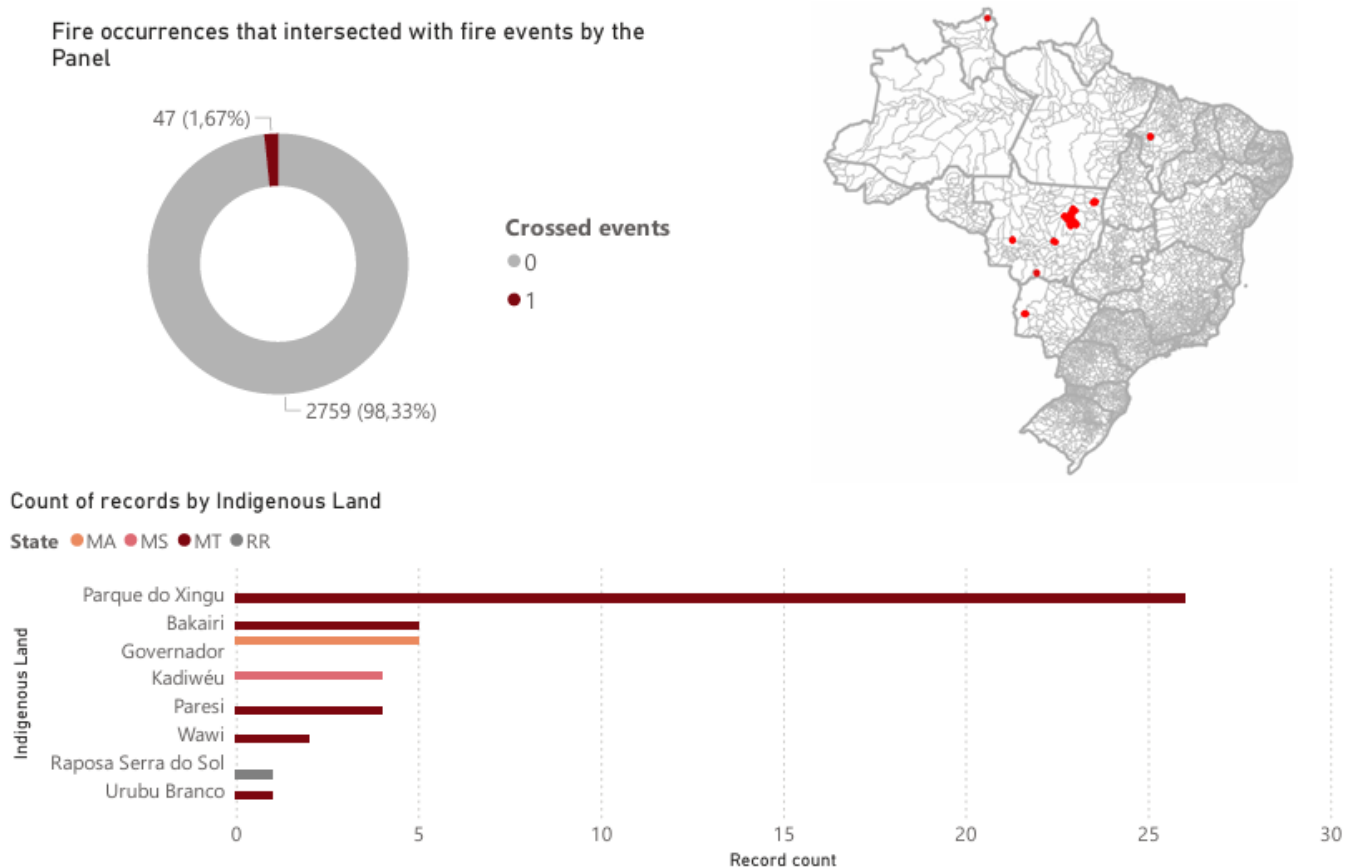 Fire occurrences that intersected with fire events by the
Panel
47 (1,67%)
Crossed events
0
1
2759 (98,33%)
Count of records by Indigenous Land
State MA MS MT RR
Indigenous Land
Parque do Xingu
Bakairi
Governador
Kadiwéu
Paresi
Wawi
Raposa Serra do Sol
Urubu Branco
0 5 10 15 20 25 30
Record count